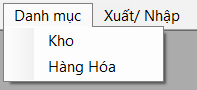 Danh mục Xuất/ Nhập
Kho
Hàng Hóa